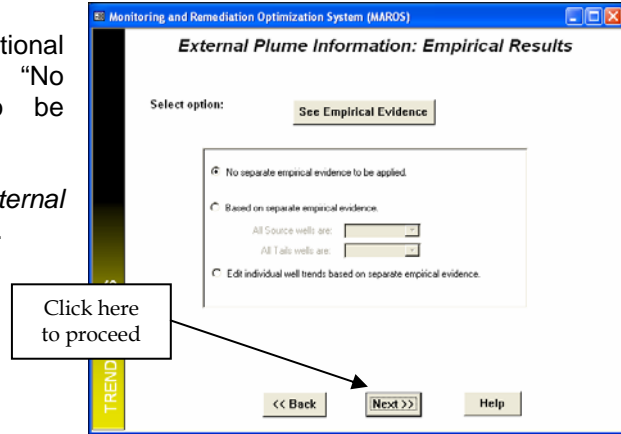 tional
"No
be
ternal
Monitoring and Remediation Optimization System (MAROS)
External Plume Information: Empirical Results
Select option:
See Empirical Evidence
No separate empirical evidence to be applied.
Based on separate empirical evidence.
All Source wells are:
All Tails wells are:
Edit individual well trends based on separate empirical evidence.
Click here
to proceed
TREND
<< Back
Next >>
Help